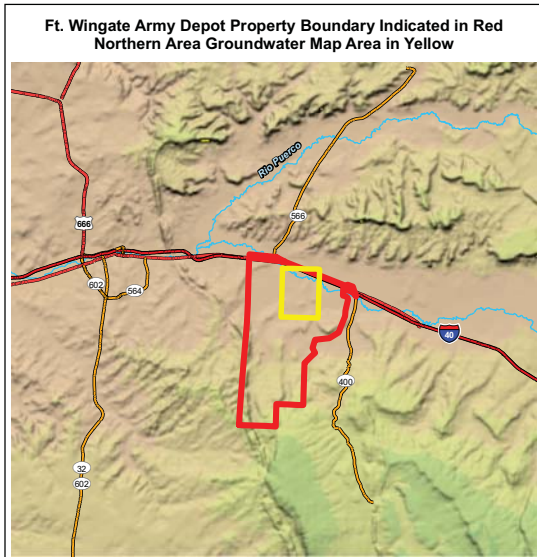 Ft. Wingate Army Depot Property Boundary Indicated in Red
Northern Area Groundwater Map Area in Yellow
Rio Puerco
566
666
602
564
40
400
32
602